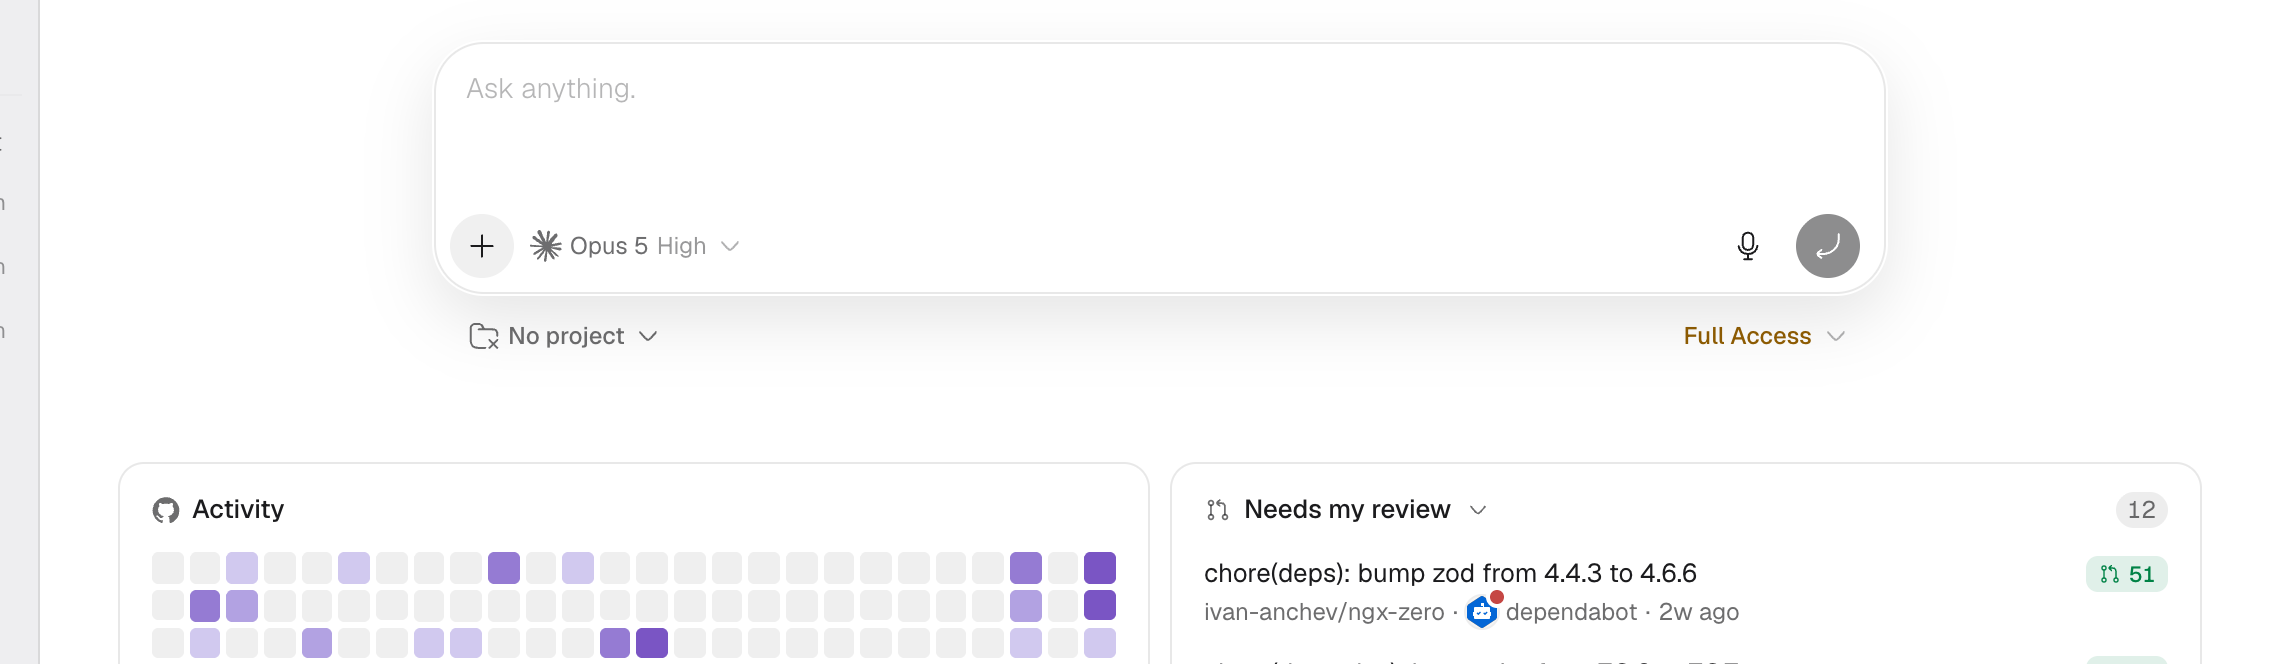 Ask anything.
Opus 5 High
No project
Full Access
Activity
Needs my review
12
chore(deps): bump zod from 4.4.3 to 4.6.6
51
ivan-anchev/ngx-zero · dependabot · 2w ago